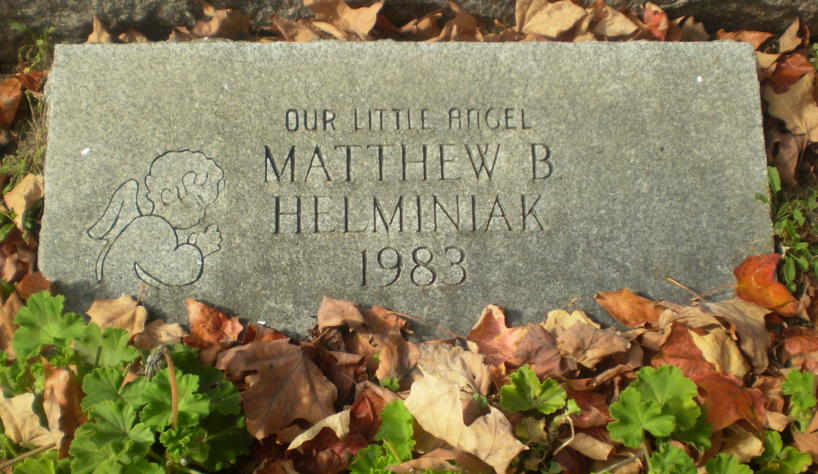 OUR LITTLE ANGEL
MATTHEW B.
HELMINIAK
1983